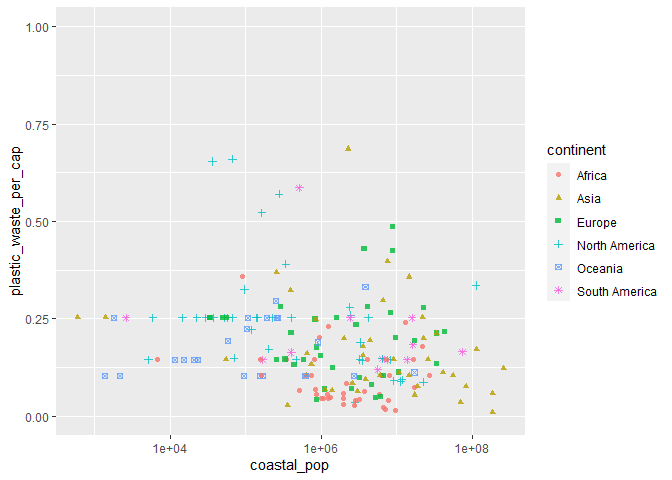 1.00
0.75
0.50
0.25
0.00
plastic_waste_per_cap
1e+04
1e+06
1e+08
coastal_pop
continent
Africa
Asia
Europe
North America
Oceania
South America